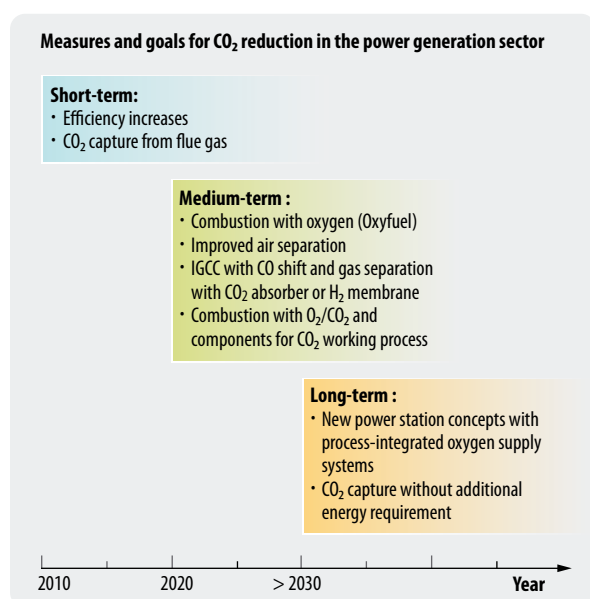 Measures and goals for CO₂ reduction in the power generation sector
Short-term:
· Efficiency increases
· CO₂ capture from flue gas
Medium-term :
· Combustion with oxygen (Oxyfuel)
· Improved air separation
· IGCC with CO shift and gas separation
with CO₂ absorber or H₂ membrane
· Combustion with O₂/CO₂ and
components for CO₂ working process
Long-term :
· New power station concepts with
process-integrated oxygen supply
systems
· CO₂ capture without additional
energy requirement
2010 2020 > 2030 Year